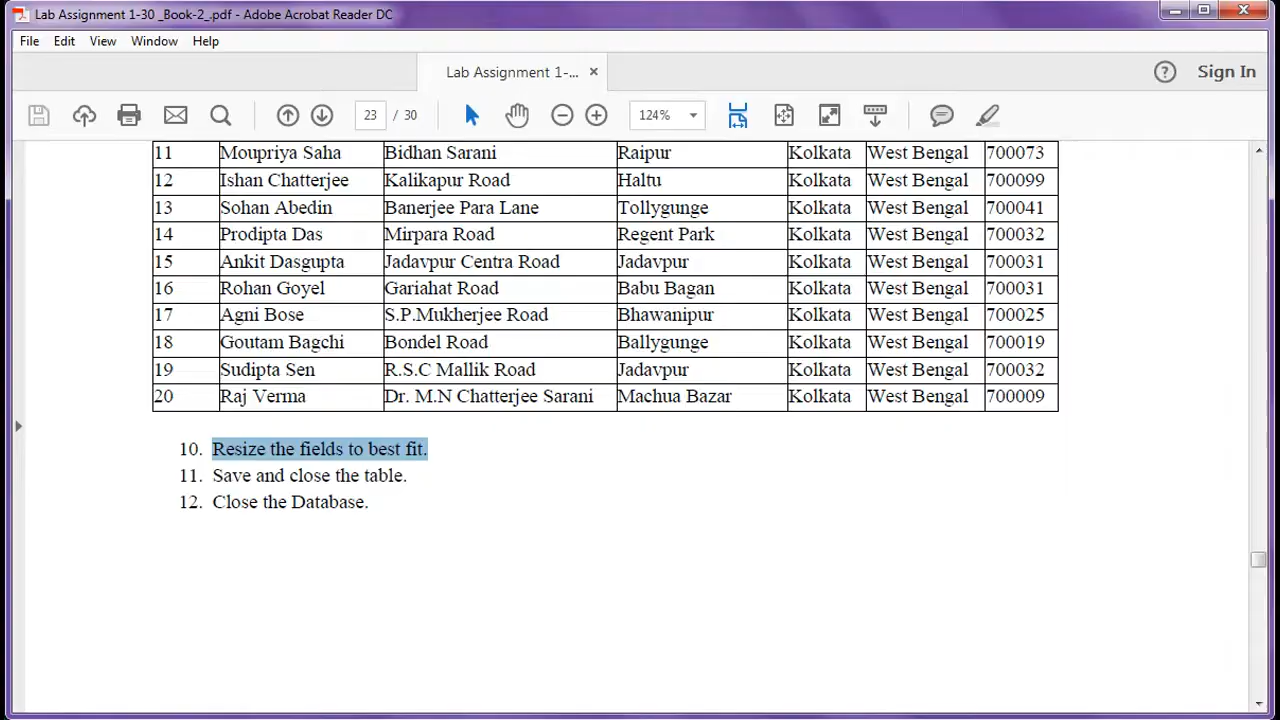 Lab Assignment 1-30 _Book-2_.pdf - Adobe Acrobat Reader DC
File Edit View Window Help
Lab Assignment 1-... ×
? Sign In
23 / 30 124%
11 Moupriya Saha Bidhan Sarani Raipur Kolkata West Bengal 700073
12 Ishan Chatterjee Kalikapur Road Haltu Kolkata West Bengal 700099
13 Sohan Abedin Banerjee Para Lane Tollygunge Kolkata West Bengal 700041
14 Prodipta Das Mirpara Road Regent Park Kolkata West Bengal 700032
15 Ankit Dasgupta Jadavpur Centra Road Jadavpur Kolkata West Bengal 700031
16 Rohan Goyel Gariahat Road Babu Bagan Kolkata West Bengal 700031
17 Agni Bose S.P.Mukherjee Road Bhawanipur Kolkata West Bengal 700025
18 Goutam Bagchi Bondel Road Ballygunge Kolkata West Bengal 700019
19 Sudipta Sen R.S.C Mallik Road Jadavpur Kolkata West Bengal 700032
20 Raj Verma Dr. M.N Chatterjee Sarani Machua Bazar Kolkata West Bengal 700009
10. Resize the fields to best fit.
11. Save and close the table.
12. Close the Database.